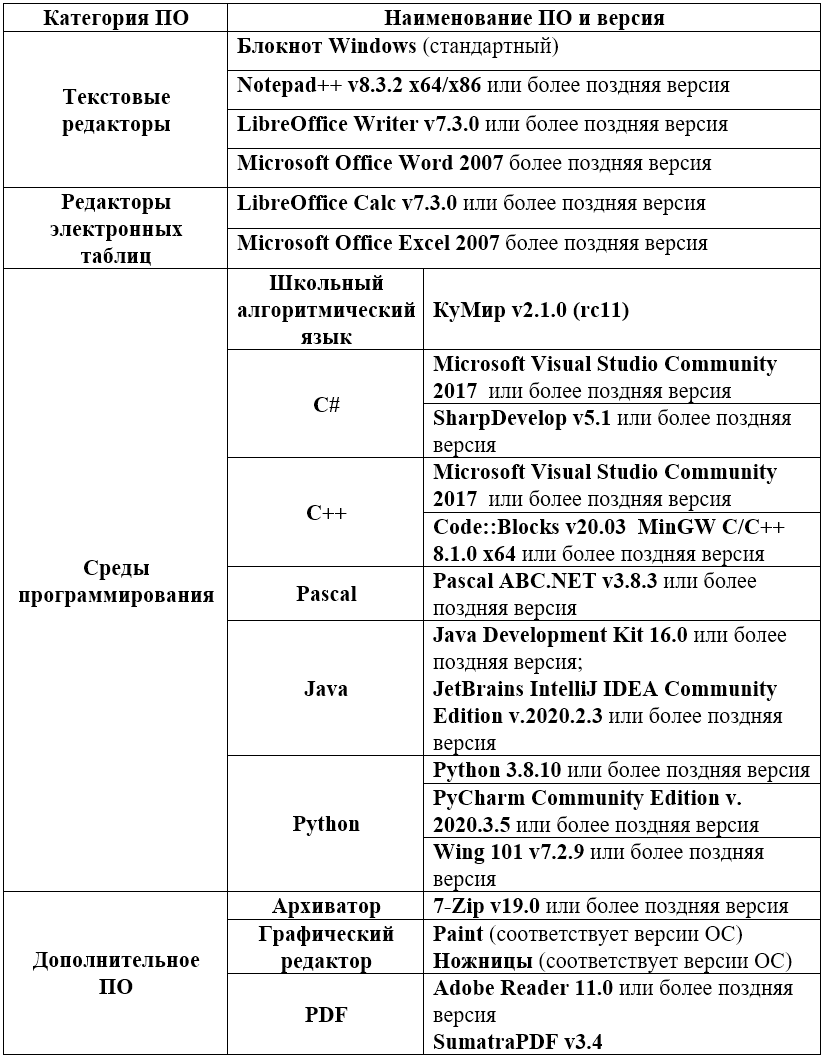 Категория ПО
Наименование ПО и версия
Текстовые
редакторы
Блокнот Windows (стандартный)
Notepad++ v8.3.2 x64/x86 или более поздняя версия
LibreOffice Writer v7.3.0 или более поздняя версия
Microsoft Office Word 2007 более поздняя версия
Редакторы
электронных
таблиц
LibreOffice Calc v7.3.0 или более поздняя версия
Microsoft Office Excel 2007 более поздняя версия
Среды
программирования
Школьный
алгоритмический
язык
КуМир v2.1.0 (rc11)
C#
Microsoft Visual Studio Community
2017 или более поздняя версия
SharpDevelop v5.1 или более поздняя
версия
C++
Microsoft Visual Studio Community
2017 или более поздняя версия
Code::Blocks v20.03 MinGW C/C++
8.1.0 x64 или более поздняя версия
Pascal
Pascal ABC.NET v3.8.3 или более
поздняя версия
Java
Java Development Kit 16.0 или более
поздняя версия;
JetBrains IntelliJ IDEA Community
Edition v.2020.2.3 или более поздняя
версия
Python
Python 3.8.10 или более поздняя версия
PyCharm Community Edition v.
2020.3.5 или более поздняя версия
Wing 101 v7.2.9 или более поздняя
версия
Дополнительное
ПО
Архиватор
7-Zip v19.0 или более поздняя версия
Графический
редактор
Paint (соответствует версии ОС)
Ножницы (соответствует версии ОС)
PDF
Adobe Reader 11.0 или более поздняя
версия
SumatraPDF v3.4